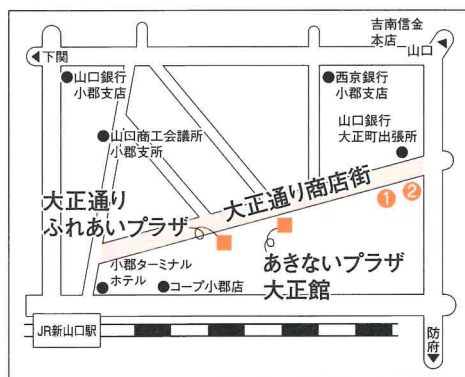 吉南信金
本店
山口
下関
山口銀行
小郡支店
西京銀行
小郡支店
山口商工会議所
小郡支所
山口銀行
大正町出張所
大正通り商店街
1
2
大正通り
ふれあいプラザ
あきないプラザ
大正館
小郡ターミナル
ホテル
コープ小郡店
JR新山口駅
防府